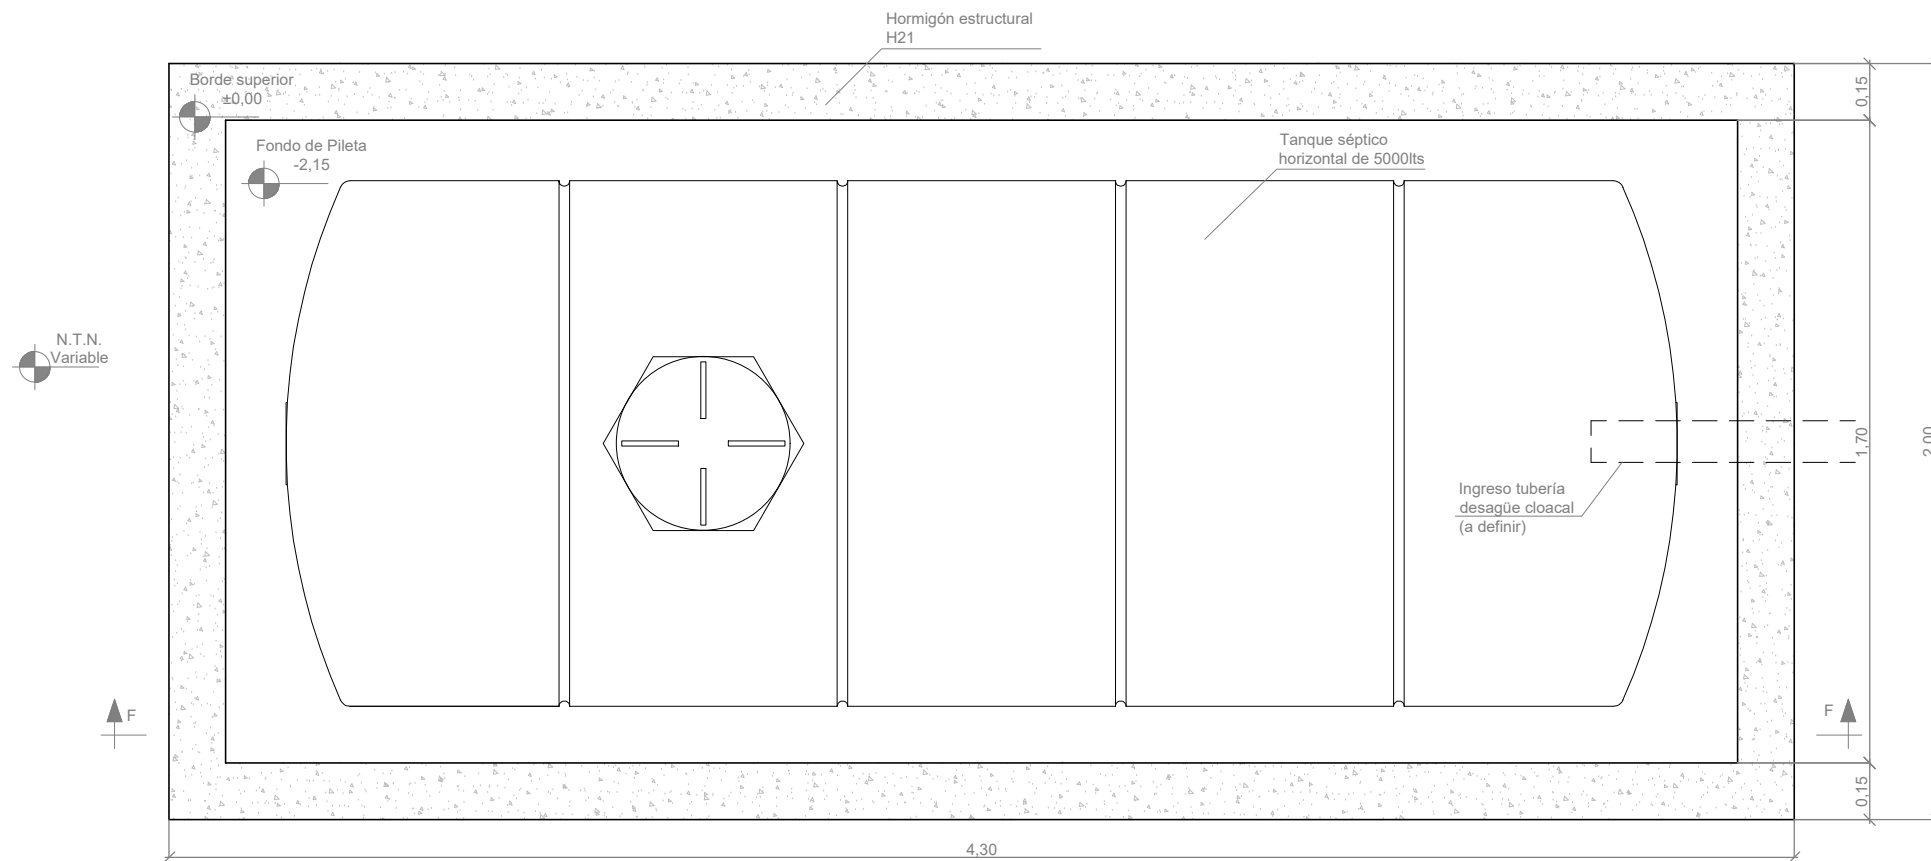 Hormigón estructural
H21
Borde superior
±0,00
Fondo de Pileta
-2,15
Tanque séptico
horizontal de 5000lts
N.T.N.
Variable
Ingreso tubería
desagüe cloacal
(a definir)
F
F
0,15
1,70
2,00
0,15
4,30